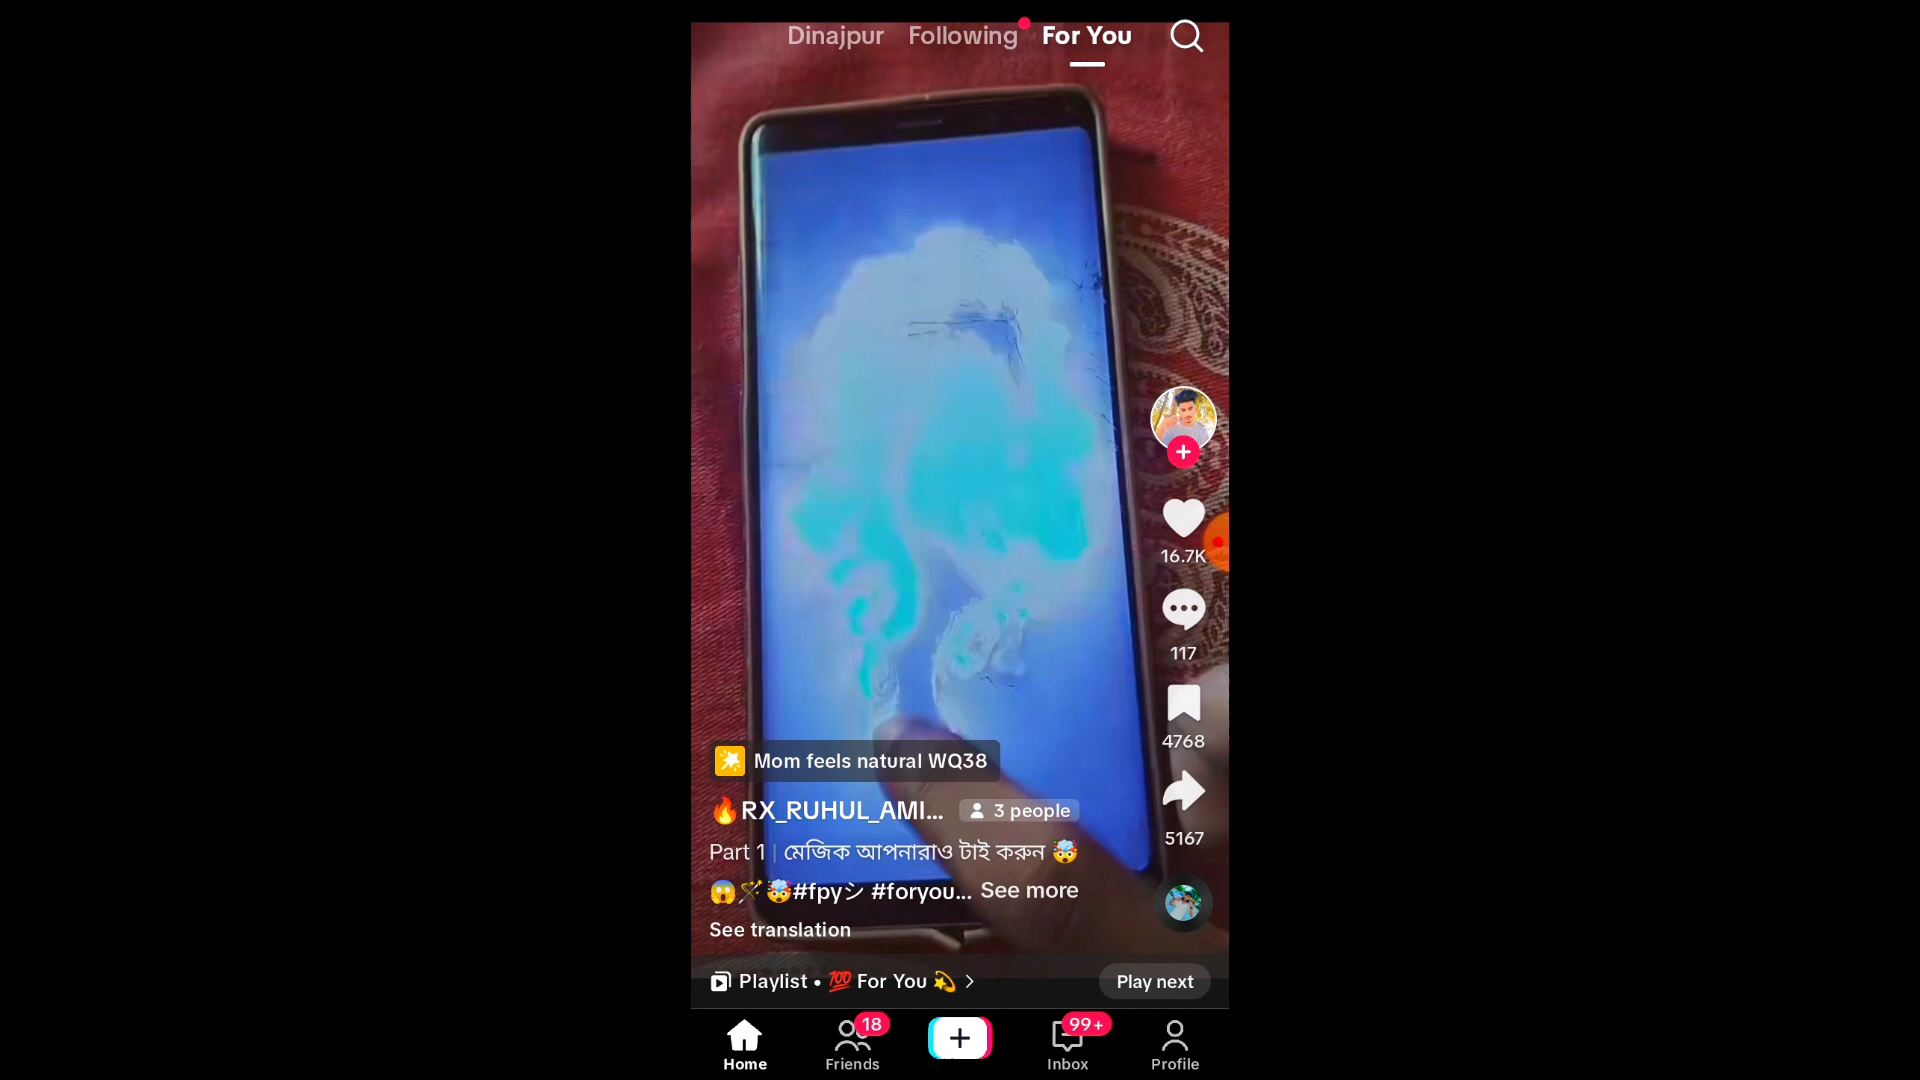 Dinajpur Following For You
16.7K
117
4768
Mom feels natural WQ38
🔥RX_RUHUL_AMI... 3 people
5167
Part 1 | মেজিক আপনারাও টাই করুন 🤯
😱🪄🤯#fpyシ #foryou... See more
See translation
Playlist • 💯 For You 💫 > Play next
18 99+
Home Friends Inbox Profile